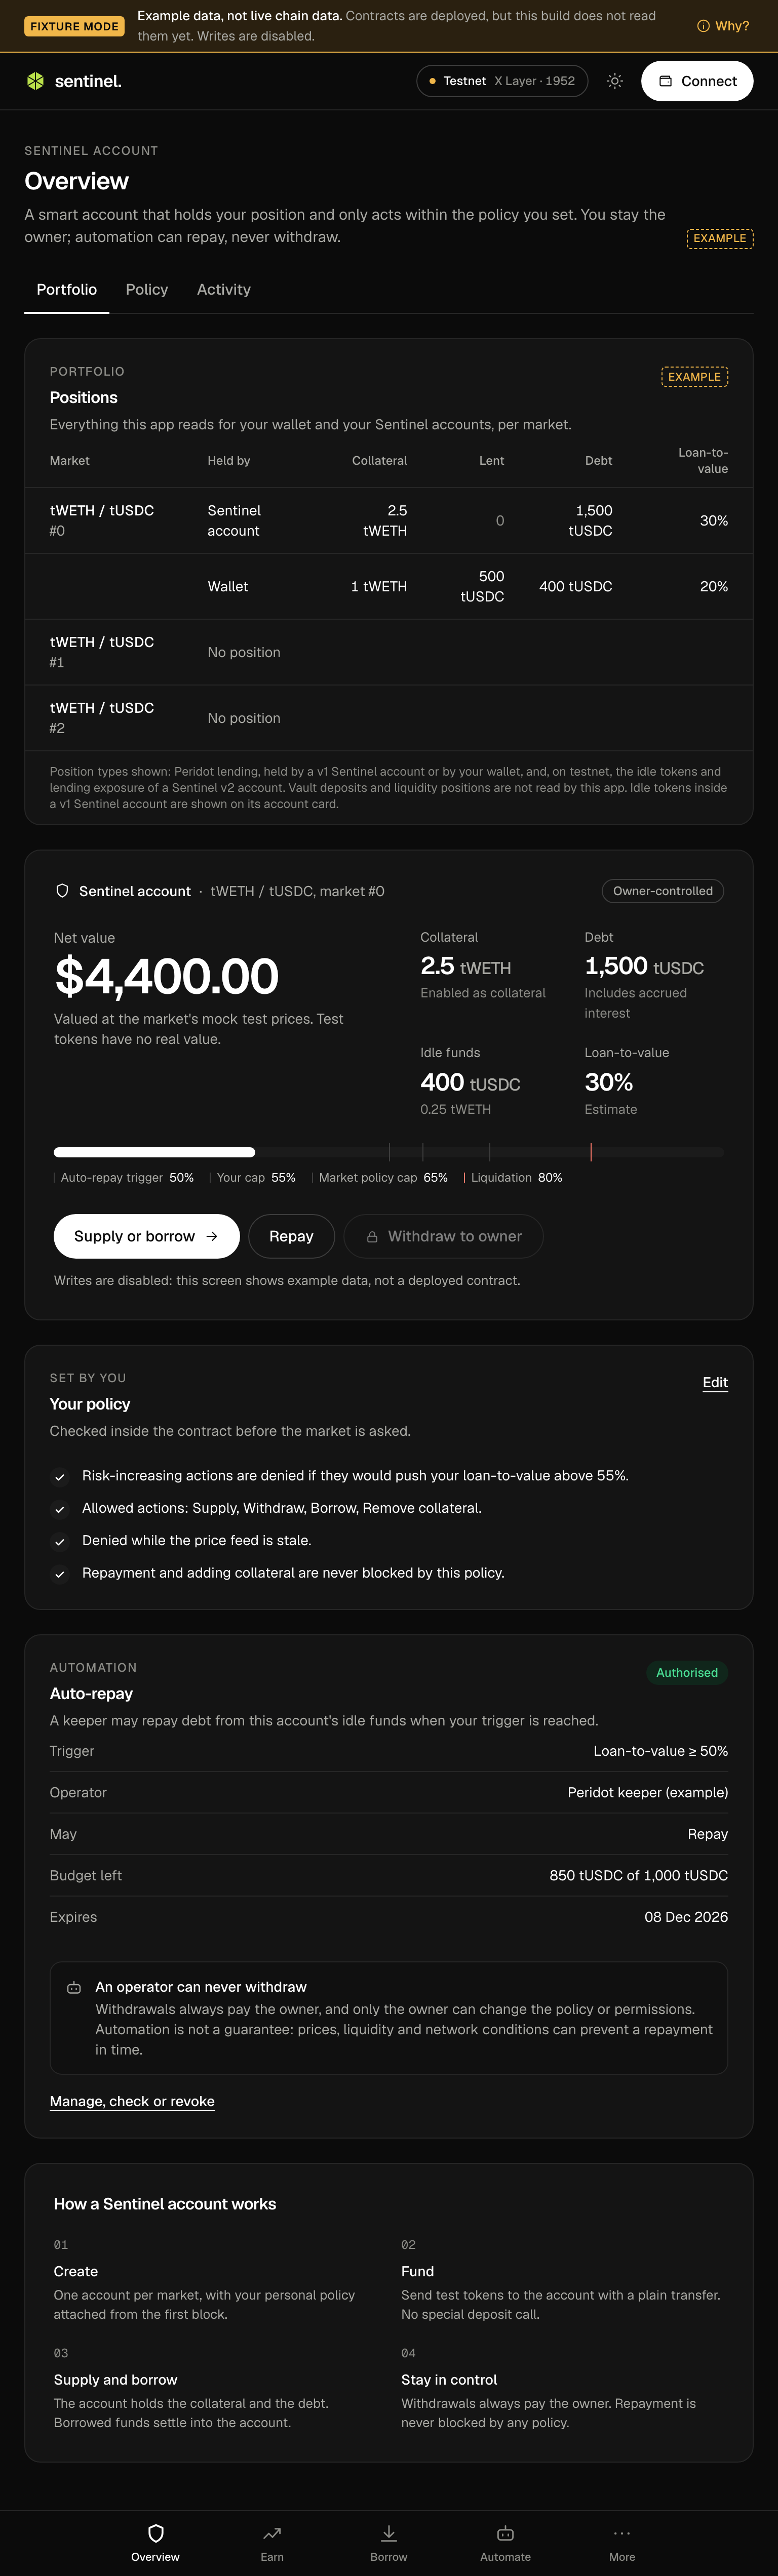 FIXTURE MODE
Example data, not live chain data. Contracts are deployed, but this build does not read
them yet. Writes are disabled.
Why?
sentinel.
Testnet X Layer · 1952
Connect
SENTINEL ACCOUNT
Overview
A smart account that holds your position and only acts within the policy you set. You stay the
owner; automation can repay, never withdraw.
EXAMPLE
Portfolio Policy Activity
PORTFOLIO
EXAMPLE
Positions
Everything this app reads for your wallet and your Sentinel accounts, per market.
Market Held by Collateral Lent Debt Loan-to-
value
tWETH / tUSDC Sentinel 2.5 0 1,500 30%
#0 account tWETH tUSDC
Wallet 1 tWETH 500 400 tUSDC 20%
tUSDC
tWETH / tUSDC No position
#1
tWETH / tUSDC No position
#2
Position types shown: Peridot lending, held by a v1 Sentinel account or by your wallet, and, on testnet, the idle tokens and
lending exposure of a Sentinel v2 account. Vault deposits and liquidity positions are not read by this app. Idle tokens inside
a v1 Sentinel account are shown on its account card.
Sentinel account · tWETH / tUSDC, market #0
Owner-controlled
Net value
$4,400.00
Valued at the market's mock test prices. Test
tokens have no real value.
Collateral
2.5 tWETH
Enabled as collateral
Debt
1,500 tUSDC
Includes accrued
interest
Idle funds
400 tUSDC
0.25 tWETH
Loan-to-value
30%
Estimate
Auto-repay trigger 50% Your cap 55% Market policy cap 65% Liquidation 80%
Supply or borrow → Repay Withdraw to owner
Writes are disabled: this screen shows example data, not a deployed contract.
SET BY YOU
Edit
Your policy
Checked inside the contract before the market is asked.
Risk-increasing actions are denied if they would push your loan-to-value above 55%.
Allowed actions: Supply, Withdraw, Borrow, Remove collateral.
Denied while the price feed is stale.
Repayment and adding collateral are never blocked by this policy.
AUTOMATION
Authorised
Auto-repay
A keeper may repay debt from this account's idle funds when your trigger is reached.
Trigger Loan-to-value ≥ 50%
Operator Peridot keeper (example)
May Repay
Budget left 850 tUSDC of 1,000 tUSDC
Expires 08 Dec 2026
An operator can never withdraw
Withdrawals always pay the owner, and only the owner can change the policy or permissions.
Automation is not a guarantee: prices, liquidity and network conditions can prevent a repayment
in time.
Manage, check or revoke
How a Sentinel account works
01
Create
One account per market, with your personal policy
attached from the first block.
02
Fund
Send test tokens to the account with a plain transfer.
No special deposit call.
03
Supply and borrow
The account holds the collateral and the debt.
Borrowed funds settle into the account.
04
Stay in control
Withdrawals always pay the owner. Repayment is
never blocked by any policy.
Overview Earn Borrow Automate More